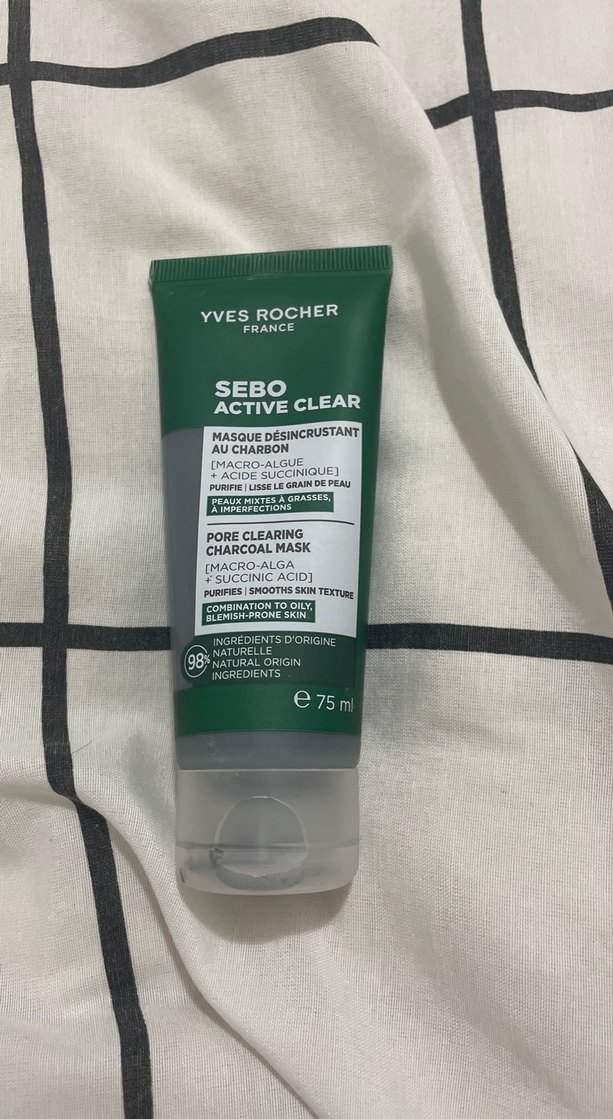 YVES ROCHER
FRANCE
SEBO
ACTIVE CLEAR
MASQUE DÉSINCRUSTANT
AU CHARBON
[MACRO-ALGUE
+ ACIDE SUCCINIQUE]
PURIFIE | LISSE LE GRAIN DE PEAU
PEAUX MIXTES À GRASSES,
À IMPERFECTIONS
PORE CLEARING
CHARCOAL MASK
[MACRO-ALGA
+ SUCCINIC ACID]
PURIFIES | SMOOTHS SKIN TEXTURE
COMBINATION TO OILY,
BLEMISH-PRONE SKIN
98%
INGRÉDIENTS D'ORIGINE
NATURELLE
NATURAL ORIGIN
INGREDIENTS
℮ 75 ml